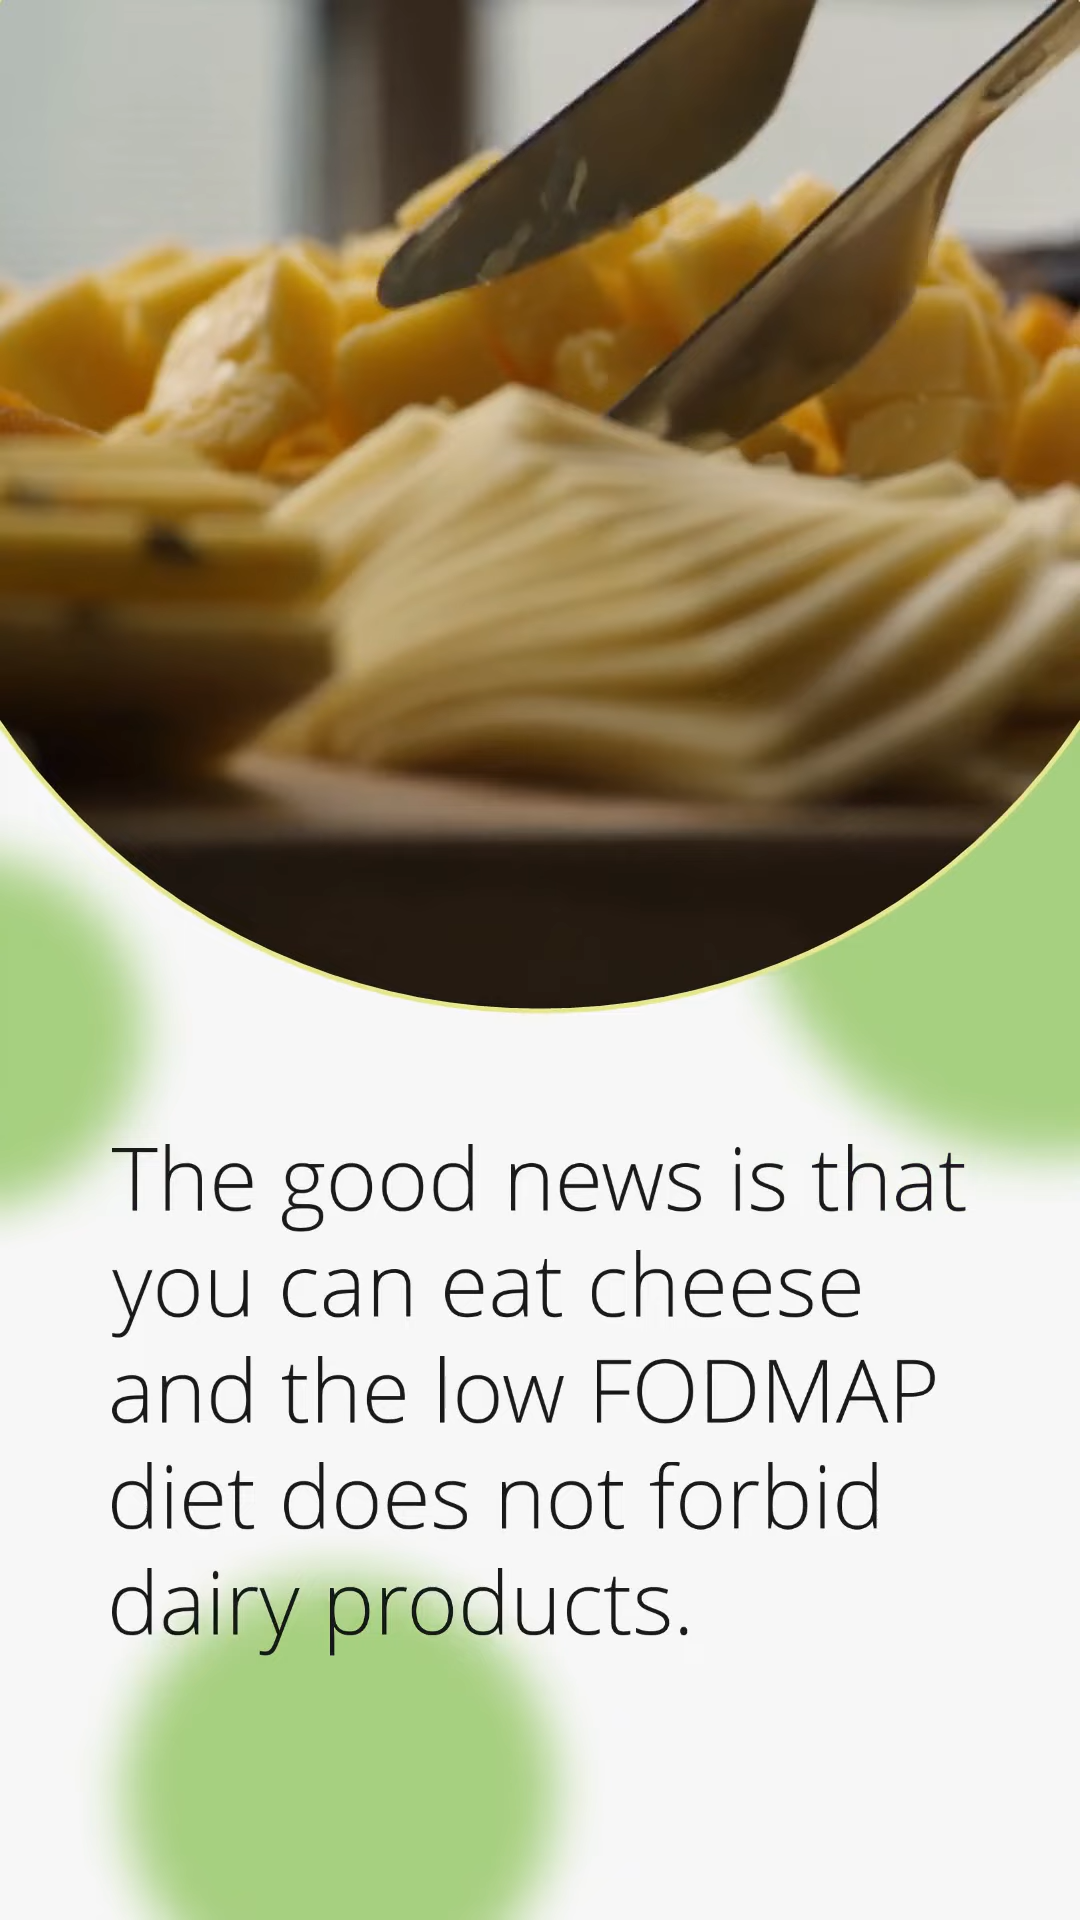 The good news is that
you can eat cheese
and the low FODMAP
diet does not forbid
dairy products.